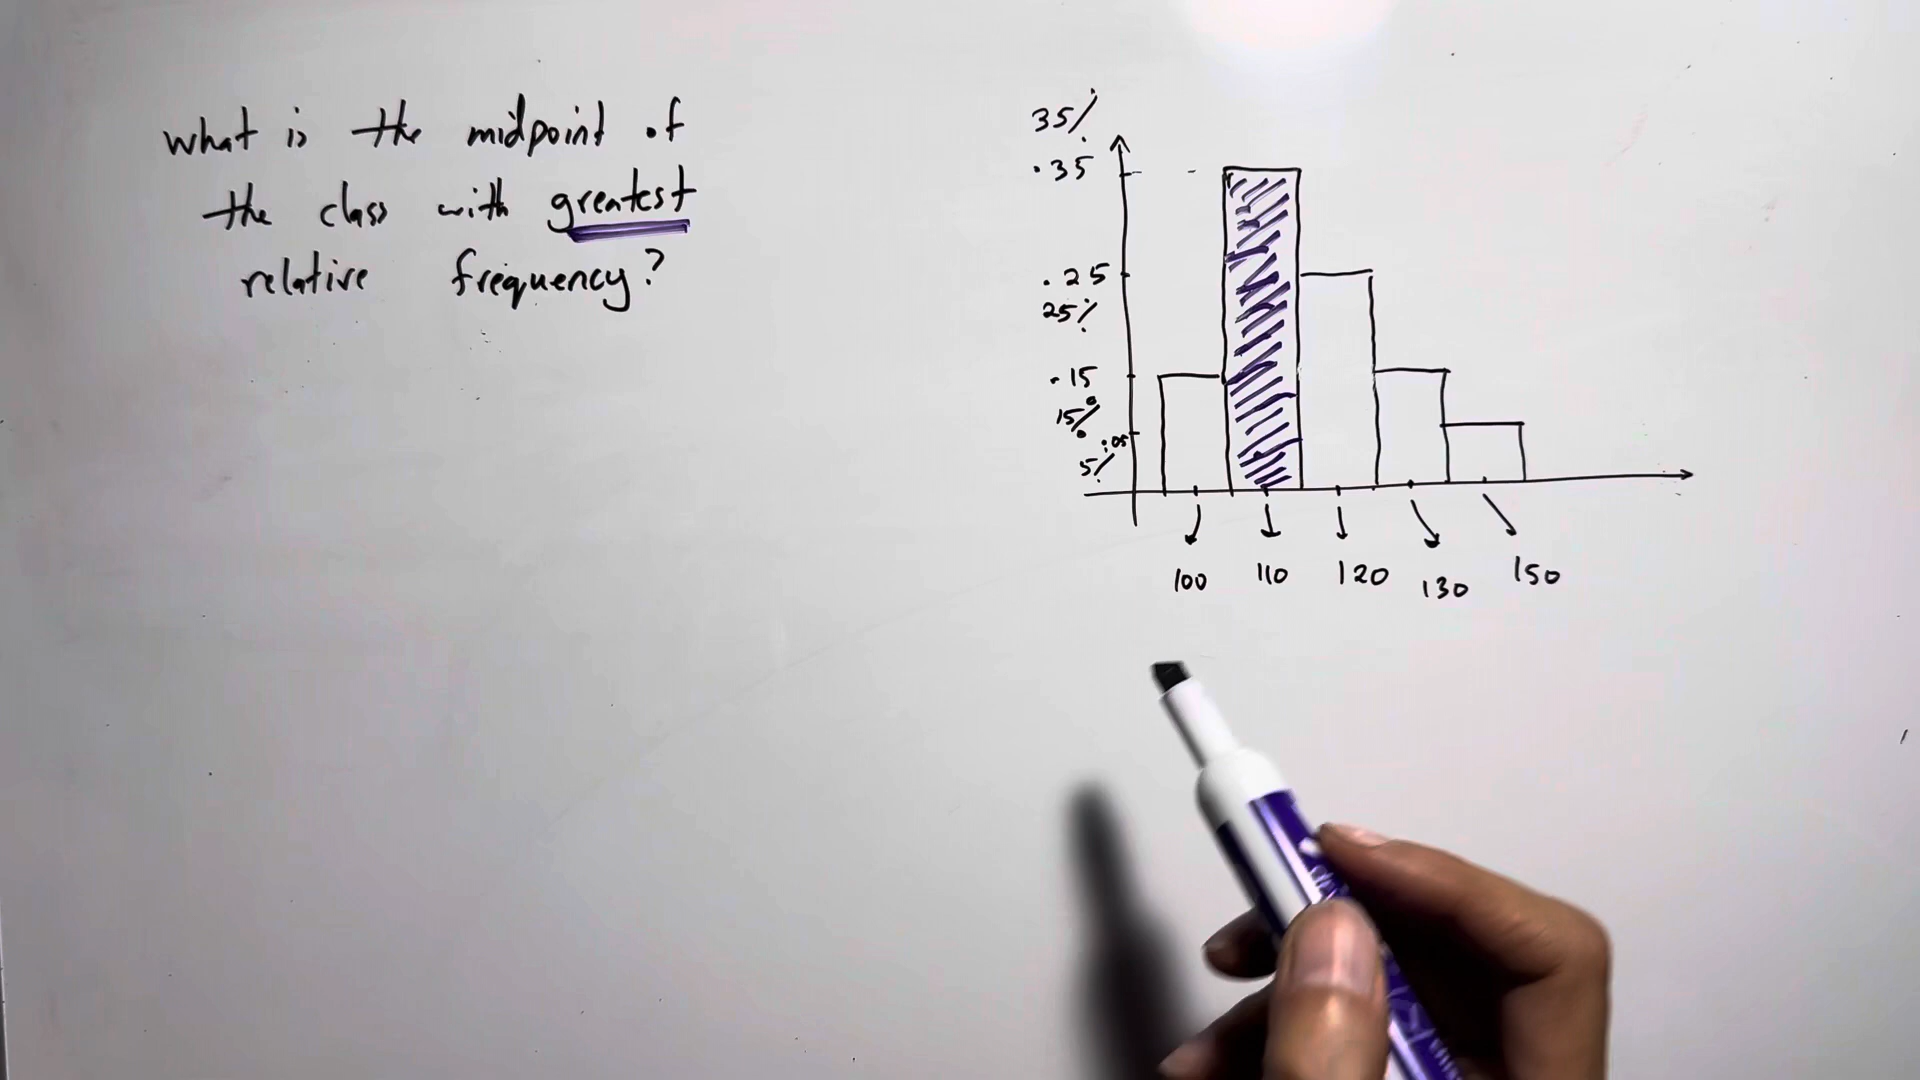 what is the midpoint of
the class with greatest
relative frequency?
35%
.35
.25
25%
.15
15%
.05
5%
100 110 120 130 150